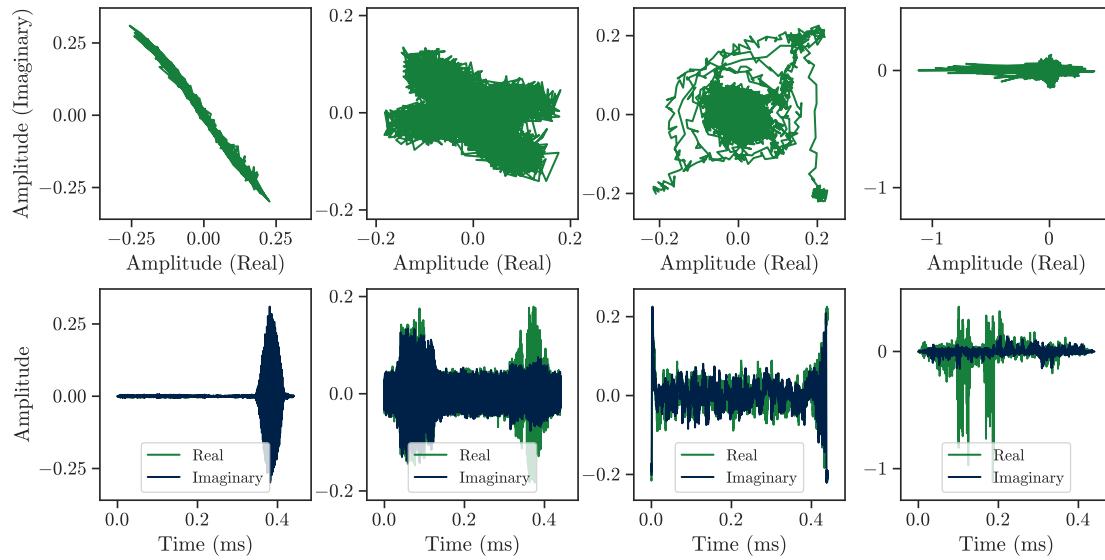 Amplitude (Imaginary)
0.25
0.00
−0.25
−0.25 0.00 0.25
Amplitude (Real)
0.2
0.0
−0.2
−0.2 0.0 0.2
Amplitude (Real)
0.2
0.0
−0.2
−0.2 0.0 0.2
Amplitude (Real)
0
−1
−1 0
Amplitude (Real)
Amplitude
0.25
0.00
−0.25
Real
Imaginary
0.0 0.2 0.4
Time (ms)
0.2
0.0
−0.2
Real
Imaginary
0.0 0.2 0.4
Time (ms)
0.2
0.0
−0.2
Real
Imaginary
0.0 0.2 0.4
Time (ms)
0
−1
Real
Imaginary
0.0 0.2 0.4
Time (ms)